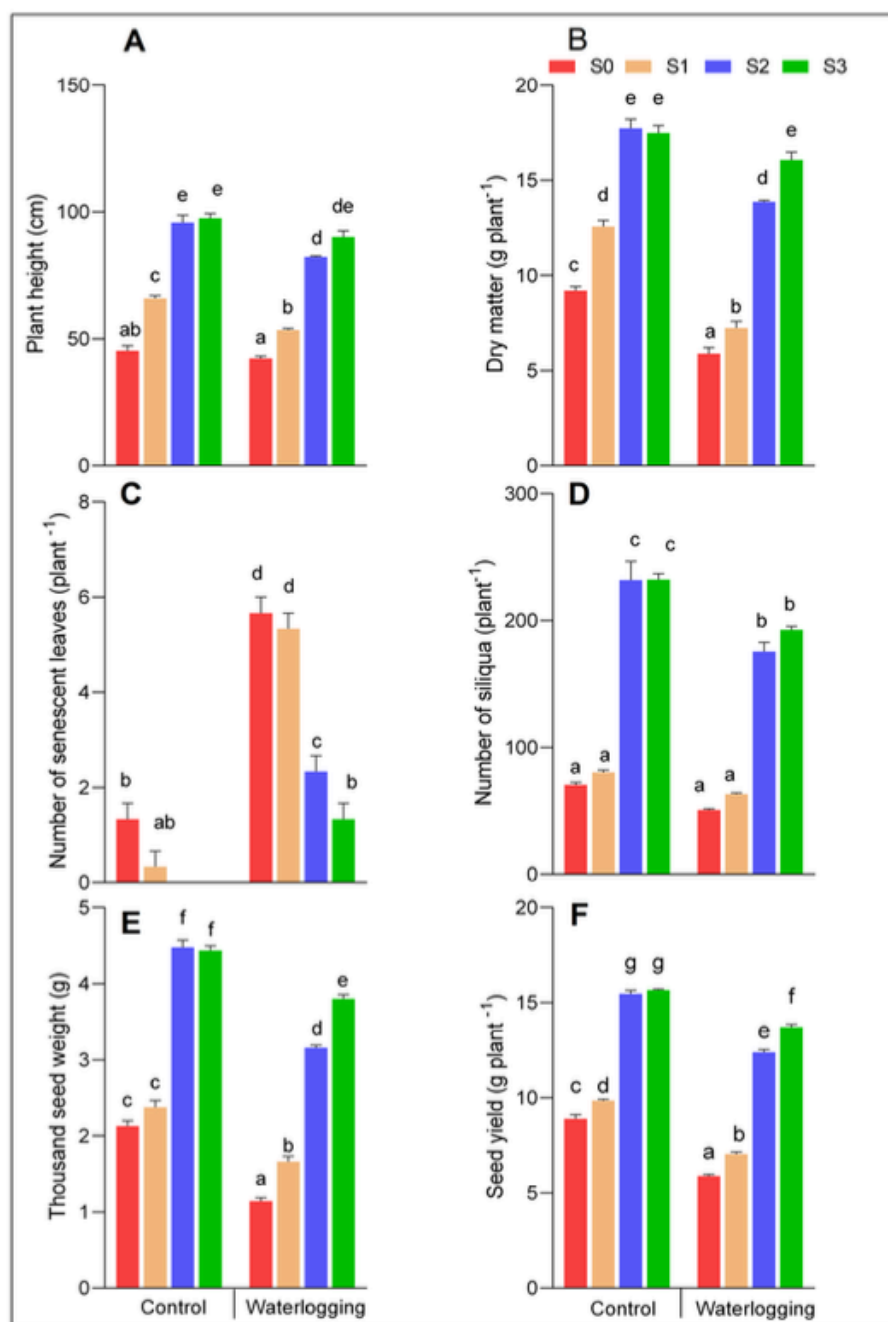 A
B
S0 S1 S2 S3
Plant height (cm)
150
100
50
0
ab c e e a b d de
Dry matter (g plant-1)
20
15
10
5
0
c d e e a b d e
C
Number of senescent leaves (plant -1)
8
6
4
2
0
b ab d d c b
D
Number of siliqua (plant-1)
300
200
100
0
a a c c a a b b
E
Thousand seed weight (g)
5
4
3
2
1
0
c c f f a b d e
Control Waterlogging
F
Seed yield (g plant -1)
20
15
10
5
0
c d g g a b e f
Control Waterlogging